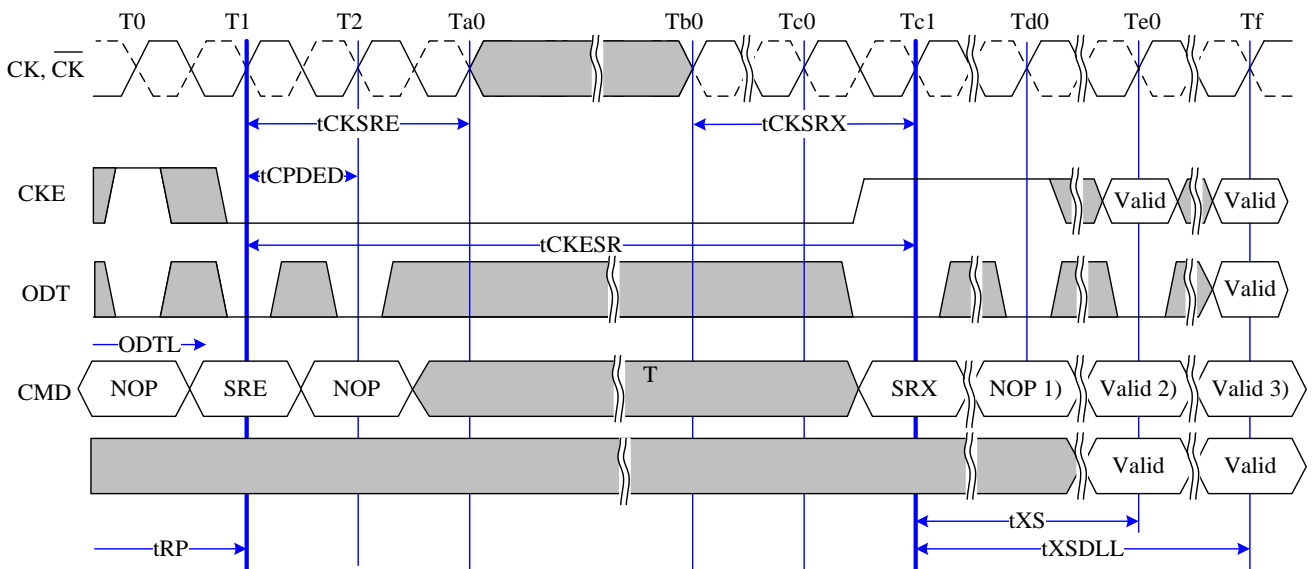 T0 T1 T2 Ta0 Tb0 Tc0 Tc1 Td0 Te0 Tf
CK, CK
tCKSRE tCKSRX
tCPDED
CKE Valid Valid
tCKESR
ODT Valid
ODTL
CMD NOP SRE NOP T SRX NOP 1) Valid 2) Valid 3)
Valid Valid
tXS
tRP tXSDLL